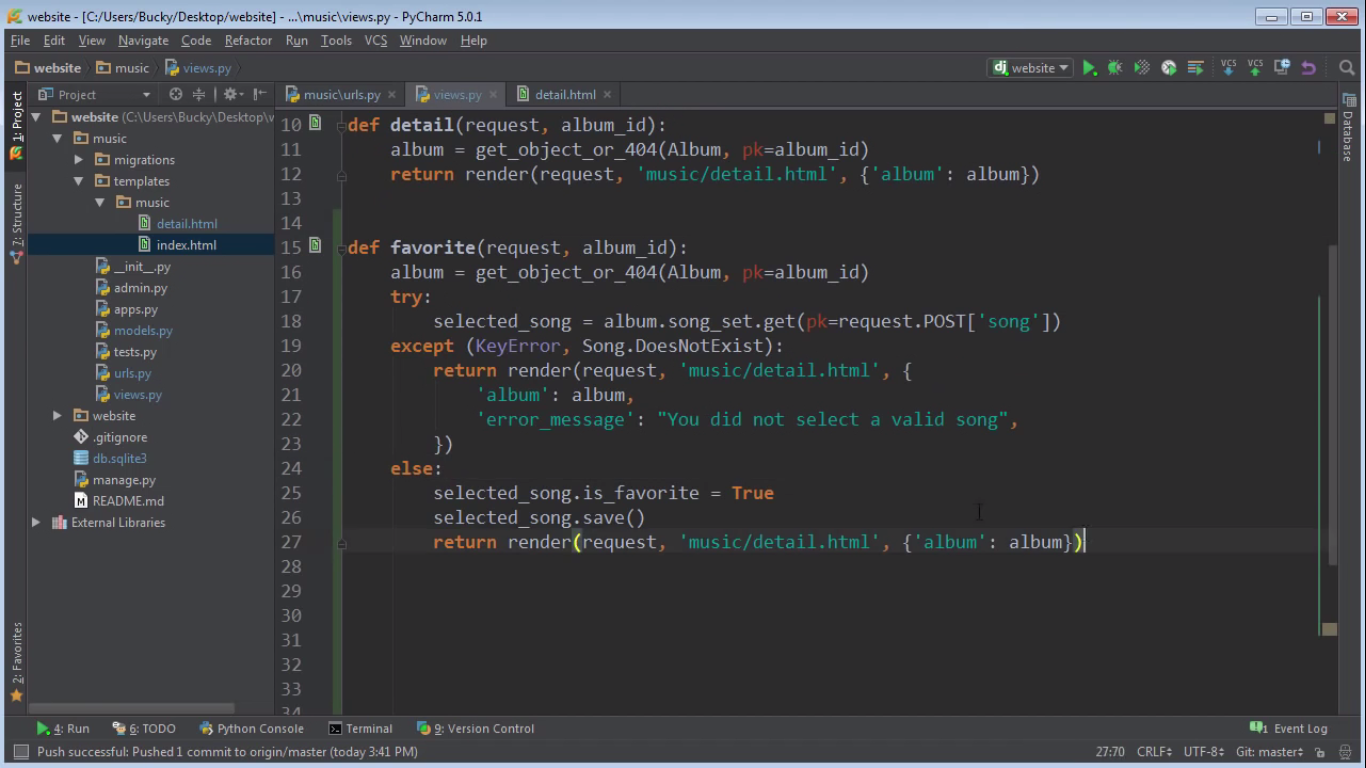 website - [C:/Users/Bucky/Desktop/website] - ...\music\views.py - PyCharm 5.0.1
File Edit View Navigate Code Refactor Run Tools VCS Window Help
website music views.py
website
VCS VCS
1: Project
7: Structure
2: Favorites
Project
website (C:\Users\Bucky\Desktop\w
music
migrations
templates
music
detail.html
index.html
__init__.py
admin.py
apps.py
models.py
tests.py
urls.py
views.py
website
.gitignore
db.sqlite3
manage.py
README.md
External Libraries
music\urls.py views.py detail.html
10 def detail(request, album_id):
11 album = get_object_or_404(Album, pk=album_id)
12 return render(request, 'music/detail.html', {'album': album})
13
14
15 def favorite(request, album_id):
16 album = get_object_or_404(Album, pk=album_id)
17 try:
18 selected_song = album.song_set.get(pk=request.POST['song'])
19 except (KeyError, Song.DoesNotExist):
20 return render(request, 'music/detail.html', {
21 'album': album,
22 'error_message': "You did not select a valid song",
23 })
24 else:
25 selected_song.is_favorite = True
26 selected_song.save()
27 return render(request, 'music/detail.html', {'album': album})
28
29
30
31
32
33
34
Database
4: Run 6: TODO Python Console Terminal 9: Version Control 1 Event Log
Push successful: Pushed 1 commit to origin/master (today 3:41 PM) 27:70 CRLF UTF-8 Git: master